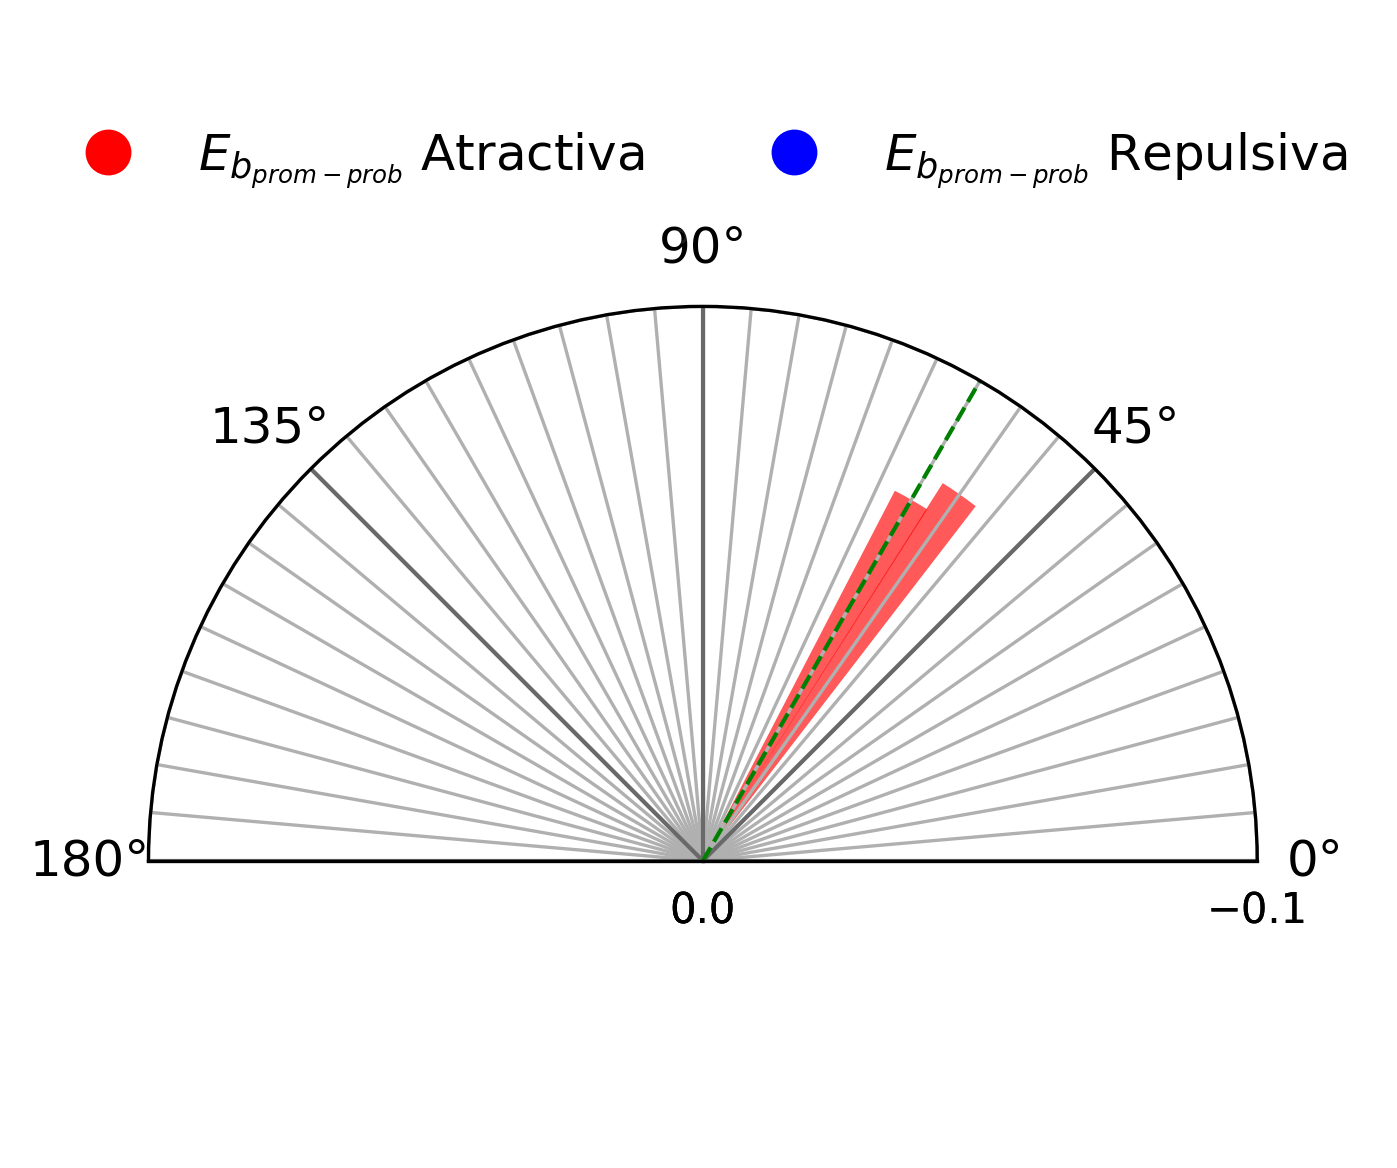 E_{b_{prom-prob}} Atractiva E_{b_{prom-prob}} Repulsiva
90°
135° 45°
180° 0°
0.0 −0.1